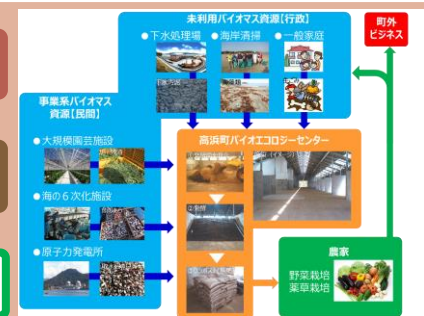 未利用バイオマス資源【行政】
●下水処理場
●海岸清掃
●一般家庭
町外
ビジネス
事業系バイオマス
資源【民間】
●大規模園芸施設
●海の6次化施設
●原子力発電所
高浜町バイオエコロジーセンター
農家
野菜栽培
薬草栽培